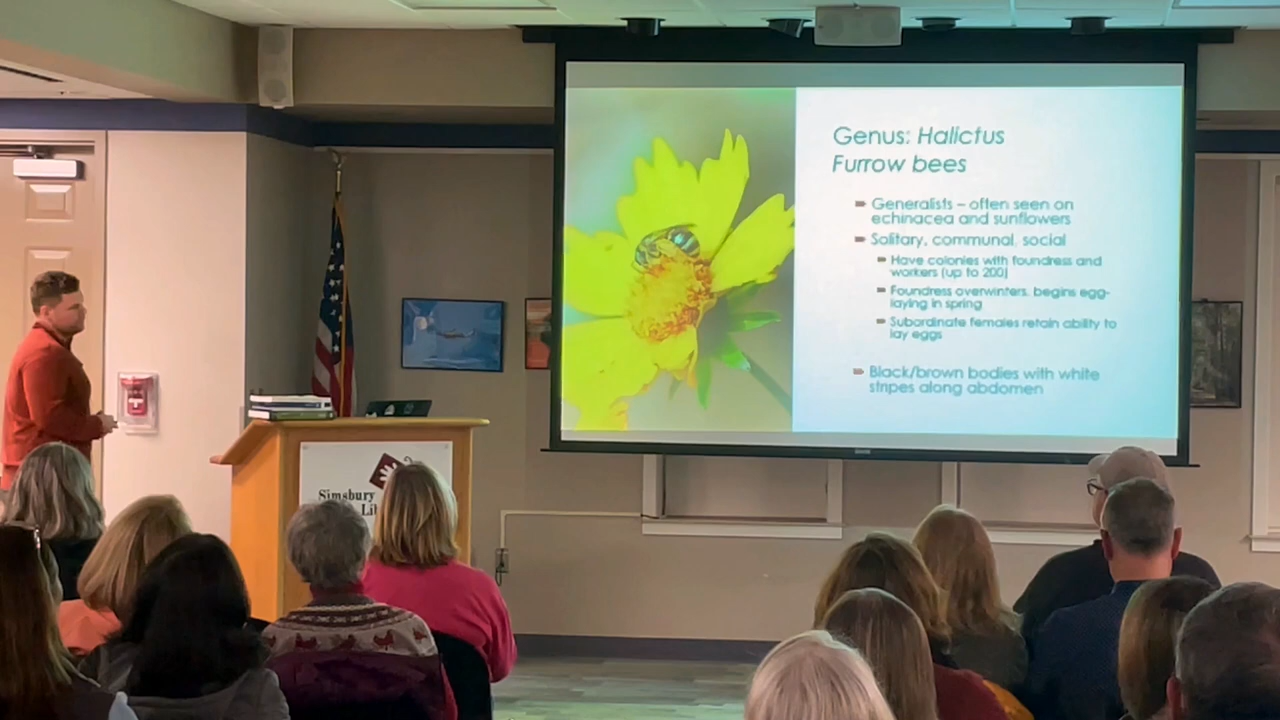 Genus: Halictus
Furrow bees
Generalists – often seen on
echinacea and sunflowers
Solitary, communal, social
Have colonies with foundress and
workers (up to 200)
Foundress overwinters, begins egg-
laying in spring
Subordinate females retain ability to
lay eggs
Black/brown bodies with white
stripes along abdomen
Simsbury